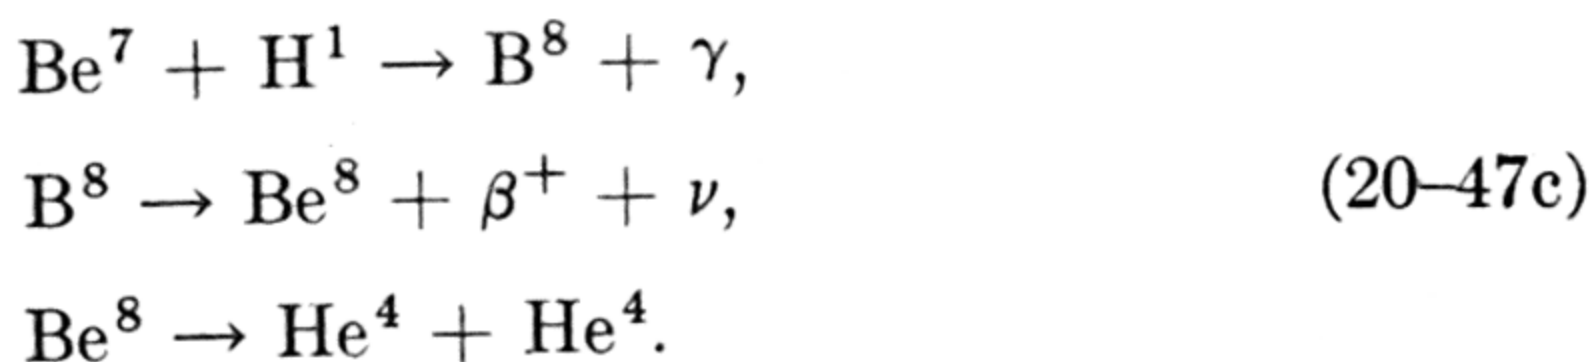 Be⁷ + H¹ → B⁸ + γ,
B⁸ → Be⁸ + β⁺ + ν, (20–47c)
Be⁸ → He⁴ + He⁴.